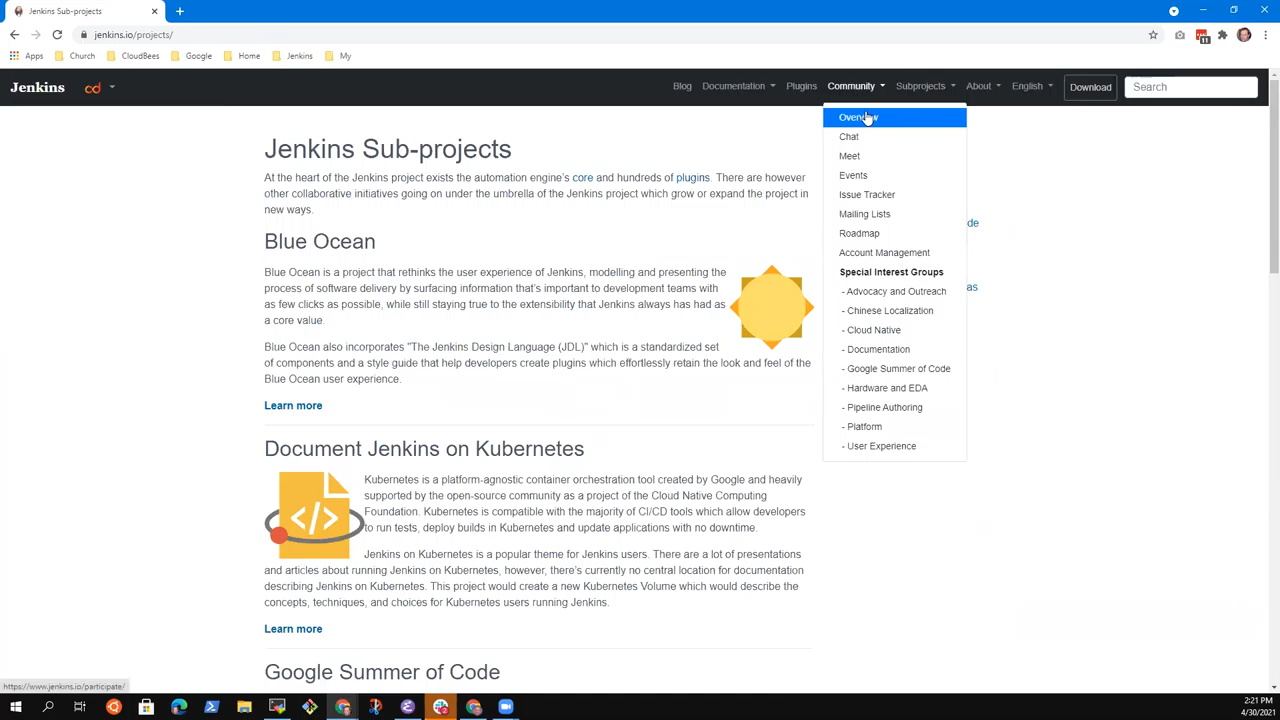 Jenkins Sub-projects
jenkins.io/projects/
11
Apps
Church
CloudBees
Google
Home
Jenkins
My
Jenkins
cd
Blog
Documentation
Plugins
Community
Subprojects
About
English
Download
Search
Overview
Chat
Meet
Events
Issue Tracker
Mailing Lists
Roadmap
Account Management
Special Interest Groups
- Advocacy and Outreach
- Chinese Localization
- Cloud Native
- Documentation
- Google Summer of Code
- Hardware and EDA
- Pipeline Authoring
- Platform
- User Experience
de
as
Jenkins Sub-projects
At the heart of the Jenkins project exists the automation engine's core and hundreds of plugins. There are however
other collaborative initiatives going on under the umbrella of the Jenkins project which grow or expand the project in
new ways.
Blue Ocean
Blue Ocean is a project that rethinks the user experience of Jenkins, modelling and presenting the
process of software delivery by surfacing information that's important to development teams with
as few clicks as possible, while still staying true to the extensibility that Jenkins always has had as
a core value.
Blue Ocean also incorporates "The Jenkins Design Language (JDL)" which is a standardized set
of components and a style guide that help developers create plugins which effortlessly retain the look and feel of the
Blue Ocean user experience.
Learn more
Document Jenkins on Kubernetes
Kubernetes is a platform-agnostic container orchestration tool created by Google and heavily
supported by the open-source community as a project of the Cloud Native Computing
Foundation. Kubernetes is compatible with the majority of CI/CD tools which allow developers
to run tests, deploy builds in Kubernetes and update applications with no downtime.
Jenkins on Kubernetes is a popular theme for Jenkins users. There are a lot of presentations
and articles about running Jenkins on Kubernetes, however, there's currently no central location for documentation
describing Jenkins on Kubernetes. This project would create a new Kubernetes Volume which would describe the
concepts, techniques, and choices for Kubernetes users running Jenkins.
Learn more
Google Summer of Code
https://www.jenkins.io/participate/
2:21 PM
4/30/2021